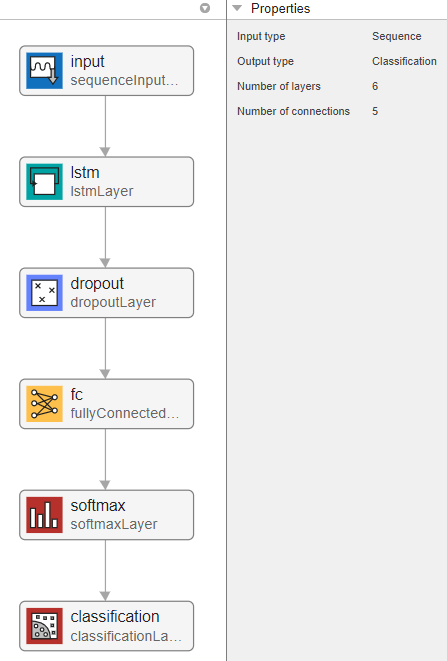 Properties
Input type Sequence
Output type Classification
Number of layers 6
Number of connections 5
input
sequenceInput...
lstm
lstmLayer
dropout
dropoutLayer
fc
fullyConnected...
softmax
softmaxLayer
classification
classificationLa...